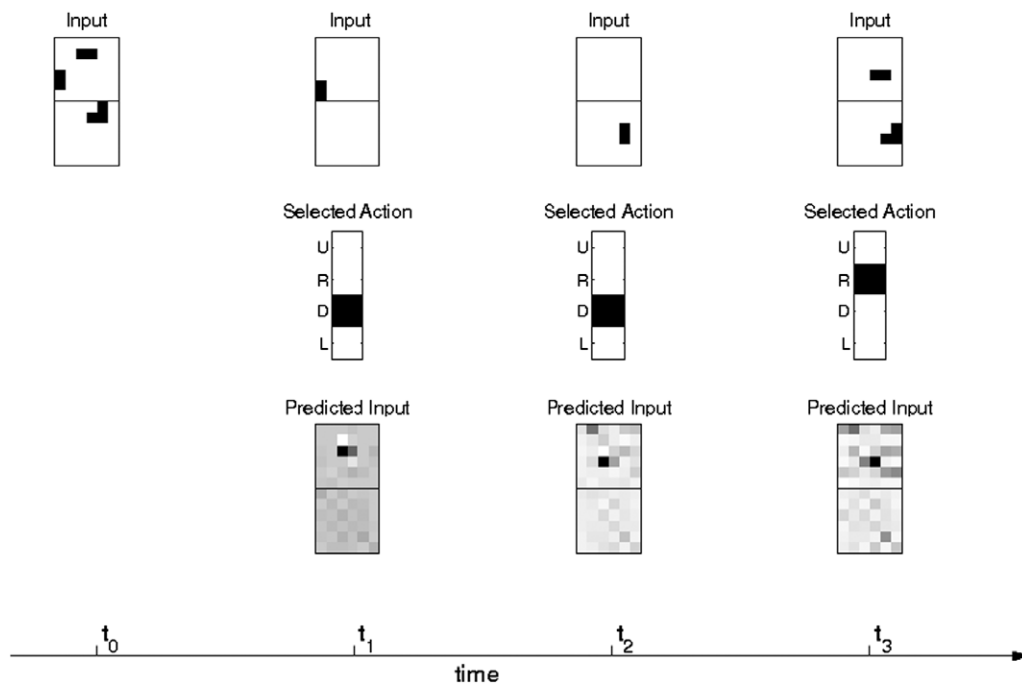 Input Input Input Input
Selected Action Selected Action Selected Action
U U U
R R R
D D D
L L L
Predicted Input Predicted Input Predicted Input
t0 t1 t2 t3
time